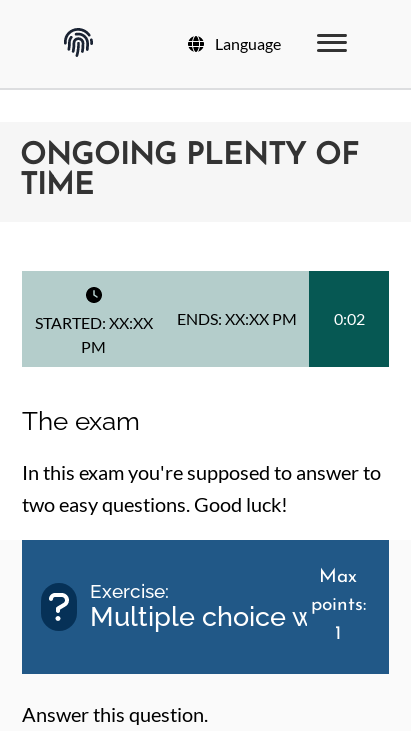 Language
ONGOING PLENTY OF
TIME
STARTED: XX:XX
PM
ENDS: XX:XX PM
0:02
The exam
In this exam you're supposed to answer to
two easy questions. Good luck!
Exercise:
Multiple choice w
Max
points:
1
Answer this question.